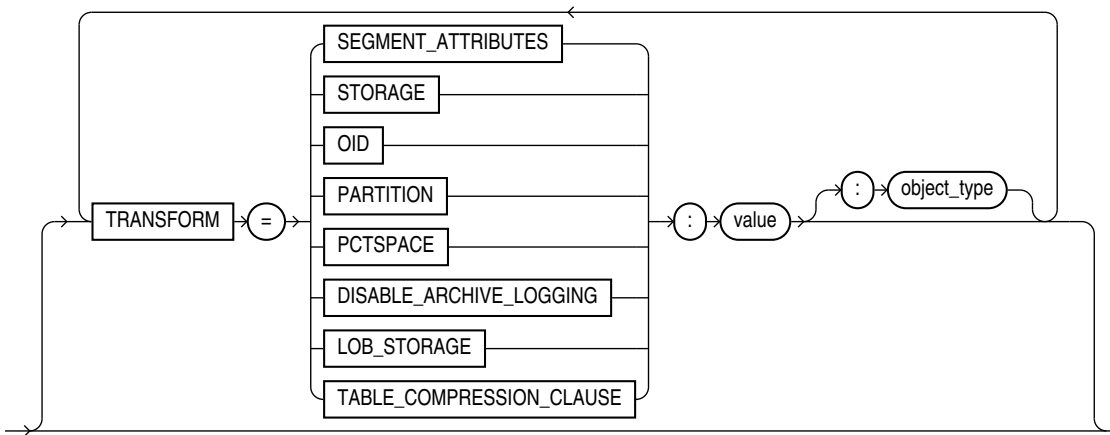 SEGMENT_ATTRIBUTES
STORAGE
OID
PARTITION
TRANSFORM = : value : object_type
PCTSPACE
DISABLE_ARCHIVE_LOGGING
LOB_STORAGE
TABLE_COMPRESSION_CLAUSE